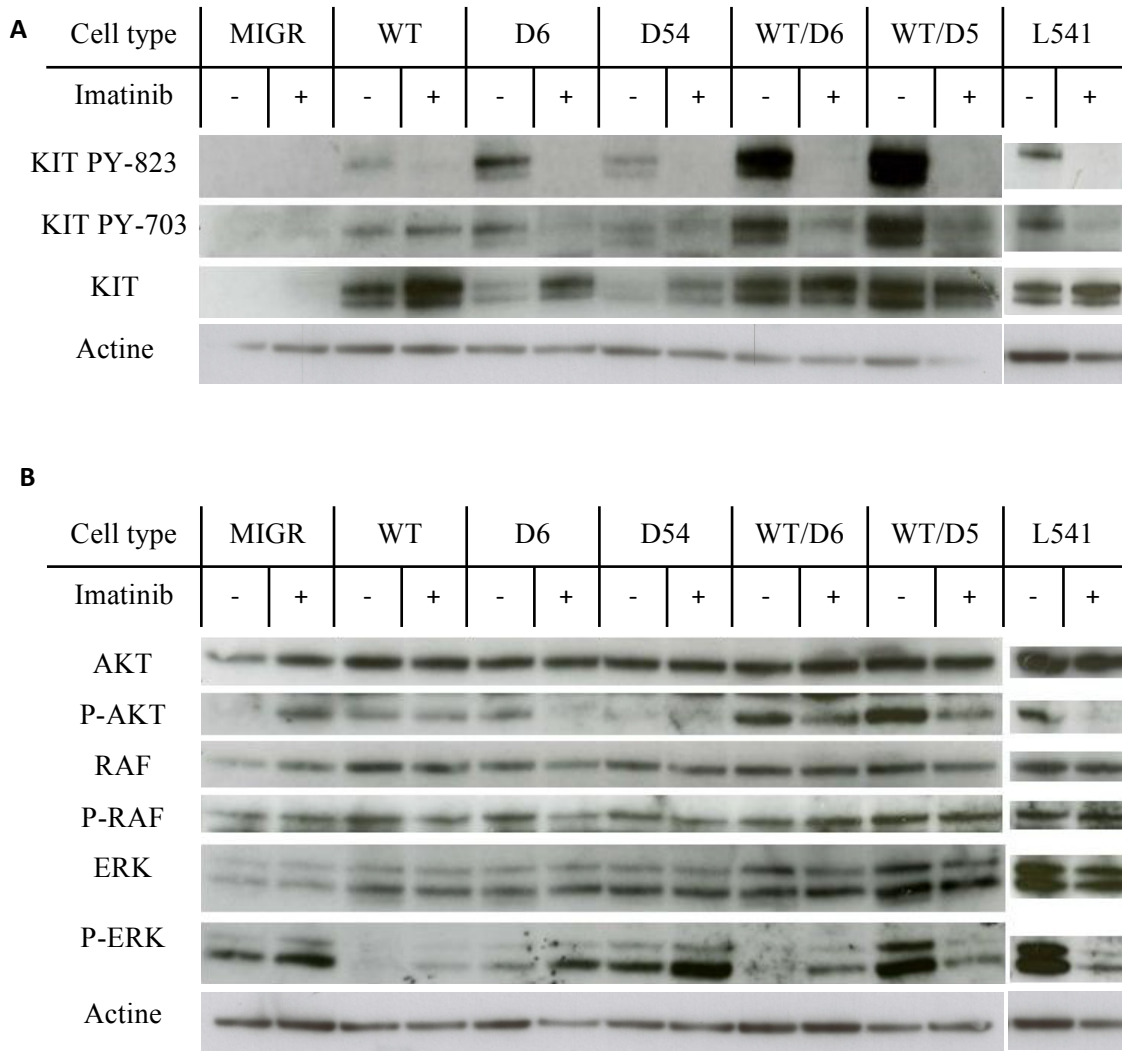 A
Cell type MIGR WT D6 D54 WT/D6 WT/D5 L541
Imatinib - + - + - + - + - + - + - +
KIT PY-823
KIT PY-703
KIT
Actine
B
Cell type MIGR WT D6 D54 WT/D6 WT/D5 L541
Imatinib - + - + - + - + - + - + - +
AKT
P-AKT
RAF
P-RAF
ERK
P-ERK
Actine